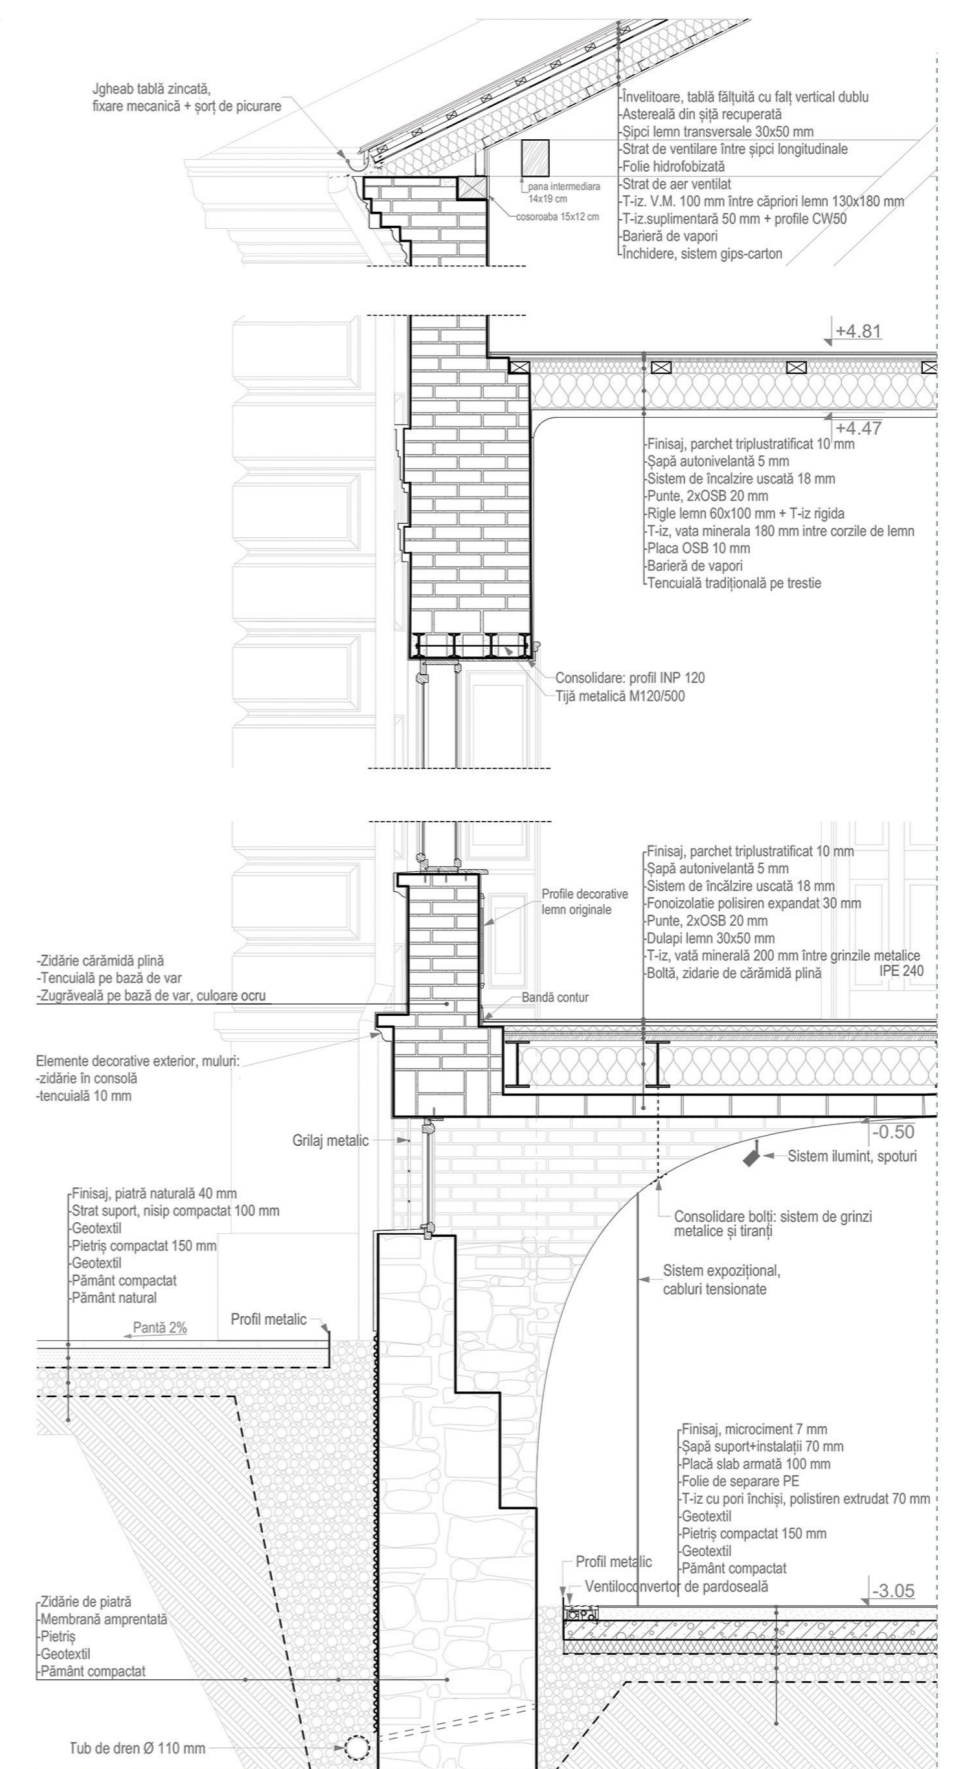 Jgheab tablă zincată,
fixare mecanică + șorț de picurare
Învelitoare, tablă fălțuită cu falț vertical dublu
Astereală din șiță recuperată
Șipci lemn transversale 30x50 mm
Strat de ventilare între șipci longitudinale
Folie hidrofobizată
Strat de aer ventilat
T-iz. V.M. 100 mm între căpriori lemn 130x180 mm
T-iz.suplimentară 50 mm + profile CW50
Barieră de vapori
Închidere, sistem gips-carton
pana intermediara
14x19 cm
cosoroaba 15x12 cm
+4.81
+4.47
Finisaj, parchet triplustratificat 10 mm
Șapă autonivelantă 5 mm
Sistem de încalzire uscată 18 mm
Punte, 2xOSB 20 mm
Rigle lemn 60x100 mm + T-iz rigida
T-iz, vata minerala 180 mm intre corzile de lemn
Placa OSB 10 mm
Barieră de vapori
Tencuială tradițională pe trestie
Consolidare: profil INP 120
Tijă metalică M120/500
Finisaj, parchet triplustratificat 10 mm
Șapă autonivelantă 5 mm
Sistem de încălzire uscată 18 mm
Fonoizolatie polisiren expandat 30 mm
Punte, 2xOSB 20 mm
Dulapi lemn 30x50 mm
T-iz, vată minerală 200 mm între grinzile metalice
IPE 240
Boltă, zidarie de cărămidă plină
Profile decorative
lemn originale
Bandă contur
-Zidărie cărămidă plină
-Tencuială pe bază de var
-Zugrăveală pe bază de var, culoare ocru
Elemente decorative exterior, muluri:
-zidărie în consolă
-tencuială 10 mm
Grilaj metalic
-0.50
Sistem ilumint, spoturi
Consolidare bolți: sistem de grinzi
metalice și tiranți
Sistem expozițional,
cabluri tensionate
Finisaj, piatră naturală 40 mm
Strat suport, nisip compactat 100 mm
Geotextil
Pietriș compactat 150 mm
Geotextil
Pământ compactat
Pământ natural
Pantă 2%
Profil metalic
Finisaj, microciment 7 mm
Șapă suport+instalații 70 mm
Placă slab armată 100 mm
Folie de separare PE
T-iz cu pori închiși, polistiren extrudat 70 mm
Geotextil
Pietriș compactat 150 mm
Geotextil
Pământ compactat
Profil metalic
Ventiloconvertor de pardoseală
-3.05
Zidărie de piatră
Membrană amprentată
Pietriș
Geotextil
Pământ compactat
Tub de dren Ø 110 mm